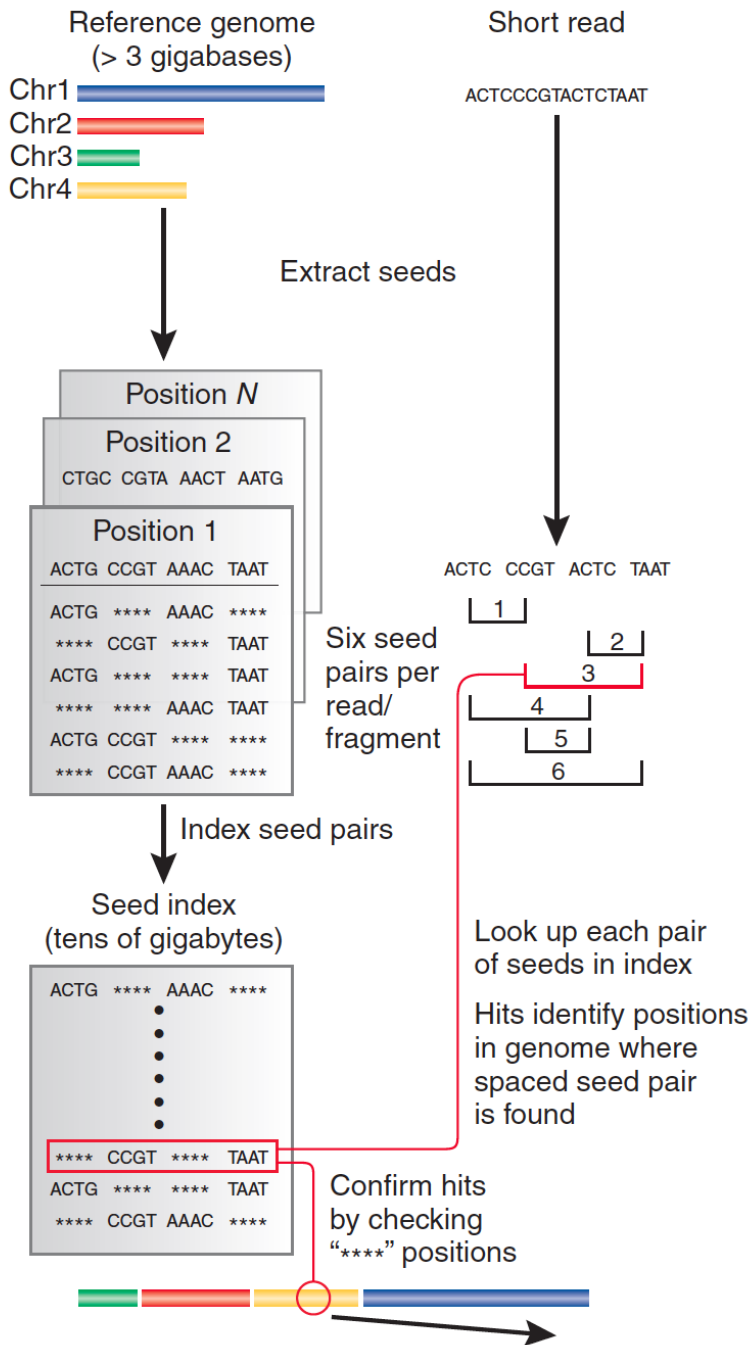 Reference genome
(> 3 gigabases)
Chr1
Chr2
Chr3
Chr4
Short read
ACTCCCGTACTCTAAT
Extract seeds
Position N
Position 2
CTGC CCGTA AACT AATG
Position 1
ACTG CCGT AAAC TAAT
ACTG **** AAAC ****
**** CCGT **** TAAT
ACTG **** **** TAAT
**** **** AAAC TAAT
ACTG CCGT **** ****
**** CCGT AAAC ****
Six seed
pairs per
read/
fragment
ACTC CCGT ACTC TAAT
1
2
3
4
5
6
Index seed pairs
Seed index
(tens of gigabytes)
ACTG **** AAAC ****
**** CCGT **** TAAT
ACTG **** **** TAAT
**** CCGT AAAC ****
Look up each pair
of seeds in index
Hits identify positions
in genome where
spaced seed pair
is found
Confirm hits
by checking
“****” positions